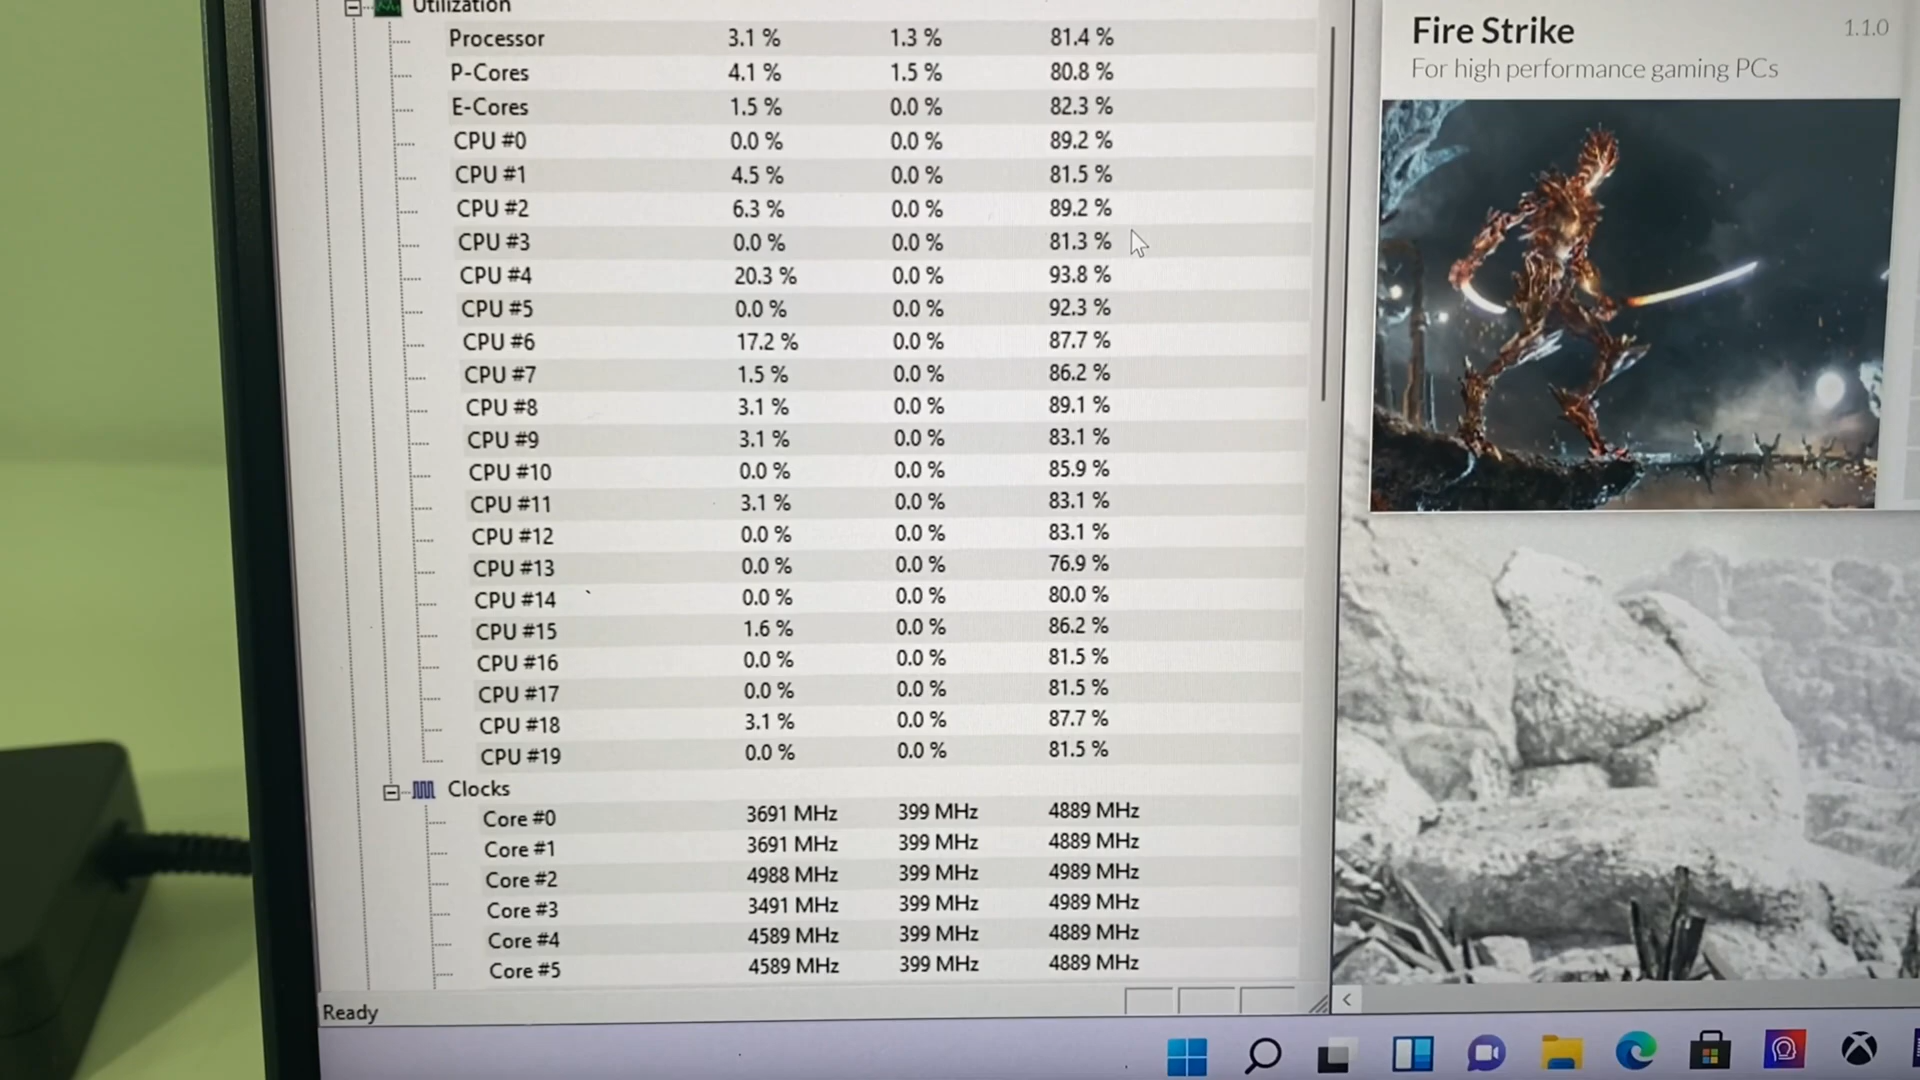 Utilization
Processor 3.1 % 1.3 % 81.4 %
P-Cores 4.1 % 1.5 % 80.8 %
E-Cores 1.5 % 0.0 % 82.3 %
CPU #0 0.0 % 0.0 % 89.2 %
CPU #1 4.5 % 0.0 % 81.5 %
CPU #2 6.3 % 0.0 % 89.2 %
CPU #3 0.0 % 0.0 % 81.3 %
CPU #4 20.3 % 0.0 % 93.8 %
CPU #5 0.0 % 0.0 % 92.3 %
CPU #6 17.2 % 0.0 % 87.7 %
CPU #7 1.5 % 0.0 % 86.2 %
CPU #8 3.1 % 0.0 % 89.1 %
CPU #9 3.1 % 0.0 % 83.1 %
CPU #10 0.0 % 0.0 % 85.9 %
CPU #11 3.1 % 0.0 % 83.1 %
CPU #12 0.0 % 0.0 % 83.1 %
CPU #13 0.0 % 0.0 % 76.9 %
CPU #14 0.0 % 0.0 % 80.0 %
CPU #15 1.6 % 0.0 % 86.2 %
CPU #16 0.0 % 0.0 % 81.5 %
CPU #17 0.0 % 0.0 % 81.5 %
CPU #18 3.1 % 0.0 % 87.7 %
CPU #19 0.0 % 0.0 % 81.5 %
Clocks
Core #0 3691 MHz 399 MHz 4889 MHz
Core #1 3691 MHz 399 MHz 4889 MHz
Core #2 4988 MHz 399 MHz 4989 MHz
Core #3 3491 MHz 399 MHz 4989 MHz
Core #4 4589 MHz 399 MHz 4889 MHz
Core #5 4589 MHz 399 MHz 4889 MHz
Ready
Fire Strike 1.1.0
For high performance gaming PCs